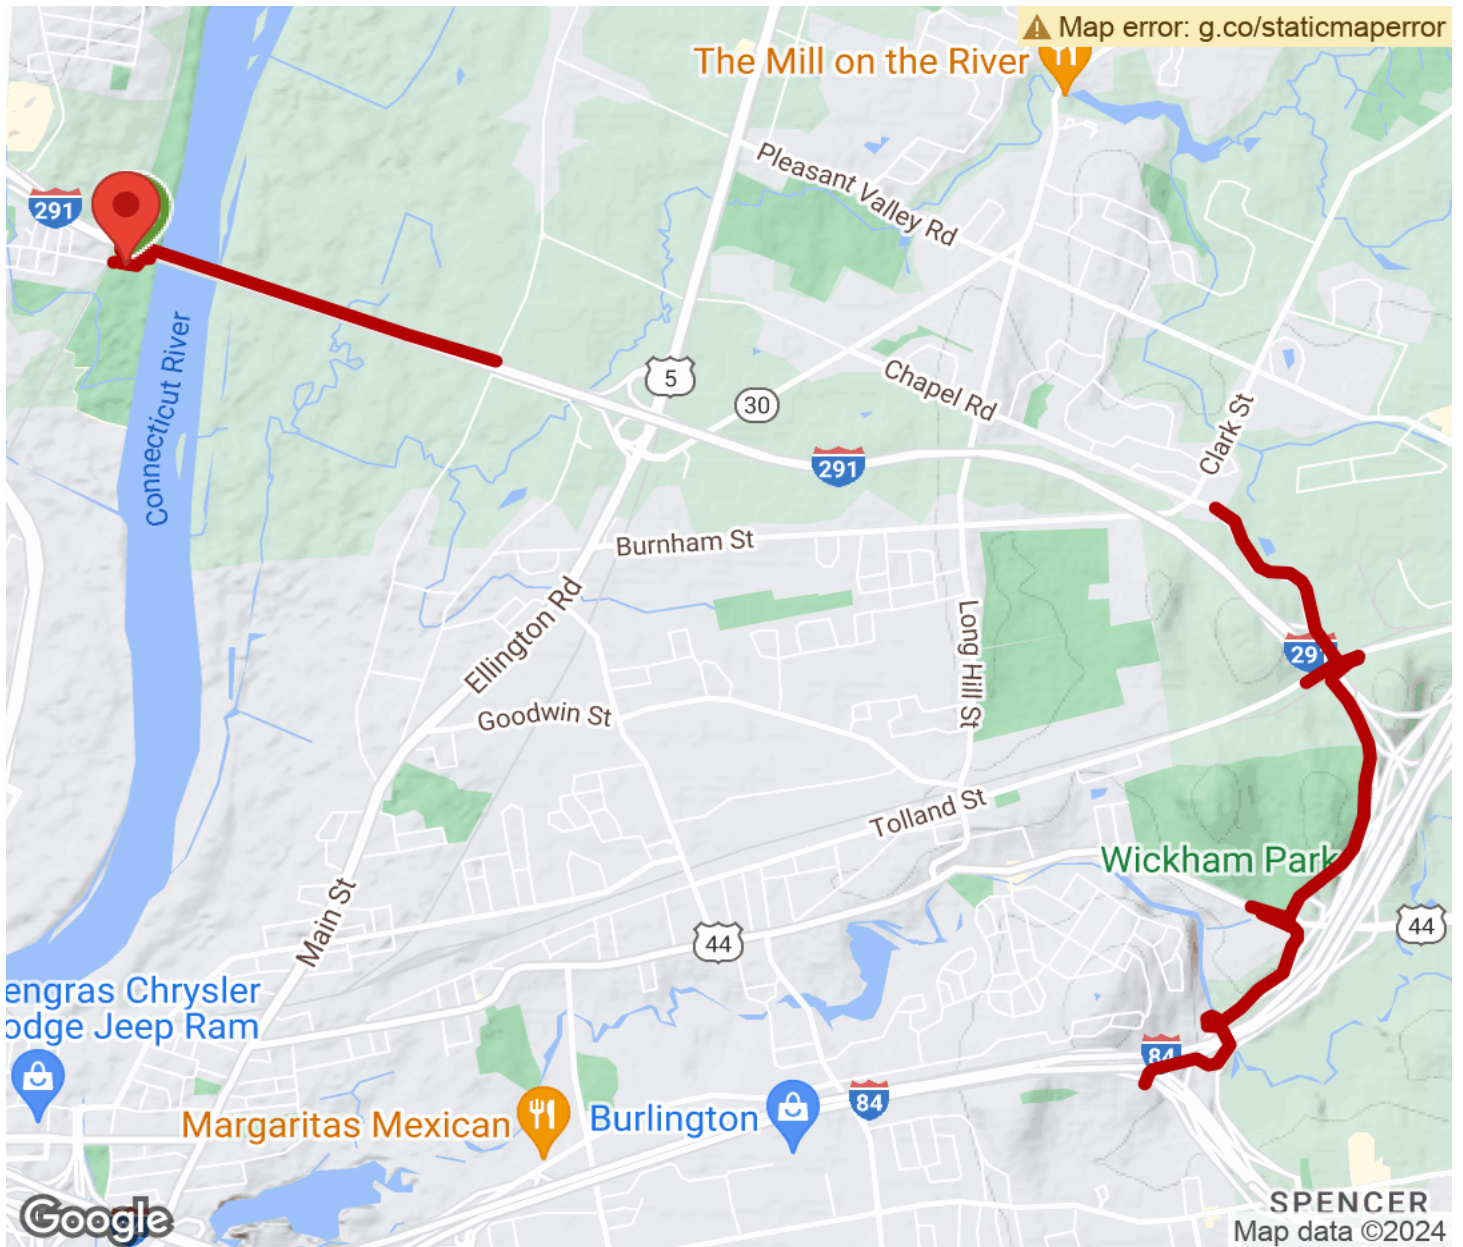 Map error: g.co/staticmaperror
The Mill on the River
Pleasant Valley Rd
291
5
30
Chapel Rd
Clark St
291
Connecticut River
Burnham St
Ellington Rd
Long Hill St
291
Goodwin St
Tolland St
Wickham Park
Main St
44
44
engras Chrysler
odge Jeep Ram
84
84
Margaritas Mexican
Burlington
SPENCER
Google
Map data ©2024